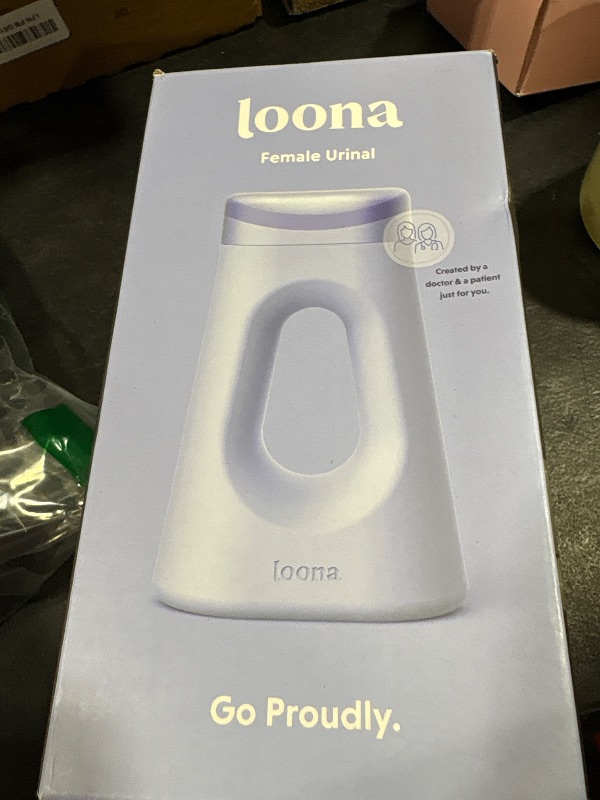 loona
Female Urinal
Created by a
doctor & a patient
just for you.
loona
Go Proudly.